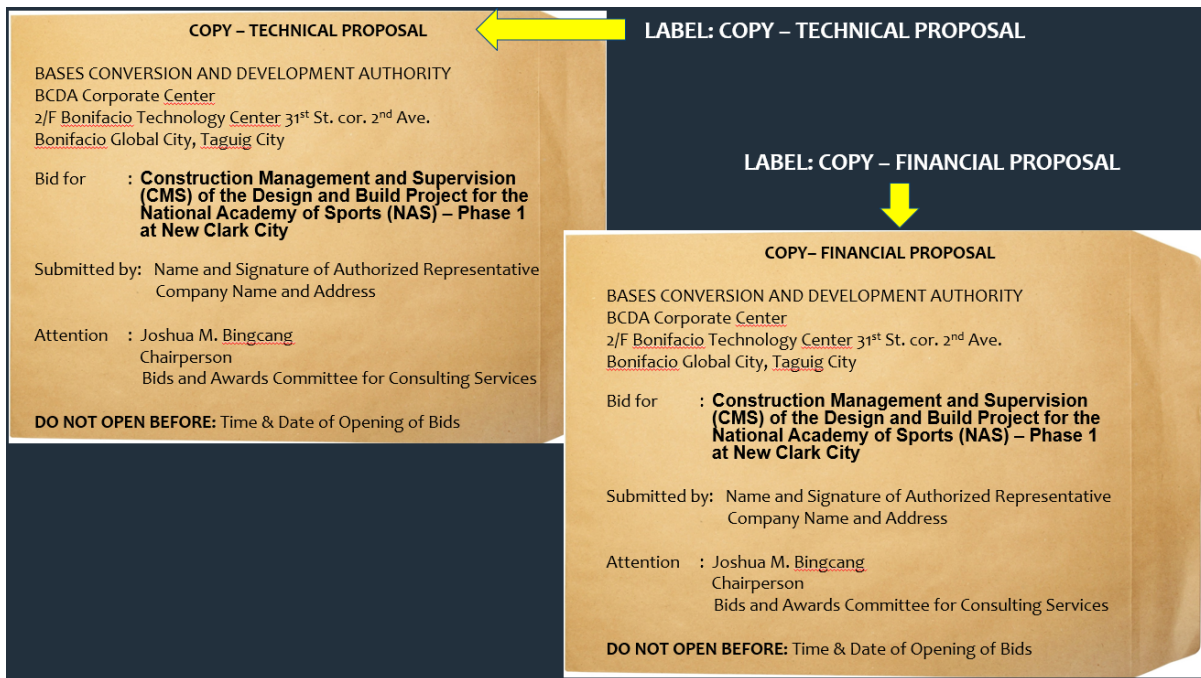 COPY – TECHNICAL PROPOSAL
BASES CONVERSION AND DEVELOPMENT AUTHORITY
BCDA Corporate Center
2/F Bonifacio Technology Center 31st St. cor. 2nd Ave.
Bonifacio Global City, Taguig City
Bid for : Construction Management and Supervision
(CMS) of the Design and Build Project for the
National Academy of Sports (NAS) – Phase 1
at New Clark City
Submitted by: Name and Signature of Authorized Representative
Company Name and Address
Attention : Joshua M. Bingcang
Chairperson
Bids and Awards Committee for Consulting Services
DO NOT OPEN BEFORE: Time & Date of Opening of Bids
LABEL: COPY – TECHNICAL PROPOSAL
LABEL: COPY – FINANCIAL PROPOSAL
COPY– FINANCIAL PROPOSAL
BASES CONVERSION AND DEVELOPMENT AUTHORITY
BCDA Corporate Center
2/F Bonifacio Technology Center 31st St. cor. 2nd Ave.
Bonifacio Global City, Taguig City
Bid for : Construction Management and Supervision
(CMS) of the Design and Build Project for the
National Academy of Sports (NAS) – Phase 1
at New Clark City
Submitted by: Name and Signature of Authorized Representative
Company Name and Address
Attention : Joshua M. Bingcang
Chairperson
Bids and Awards Committee for Consulting Services
DO NOT OPEN BEFORE: Time & Date of Opening of Bids